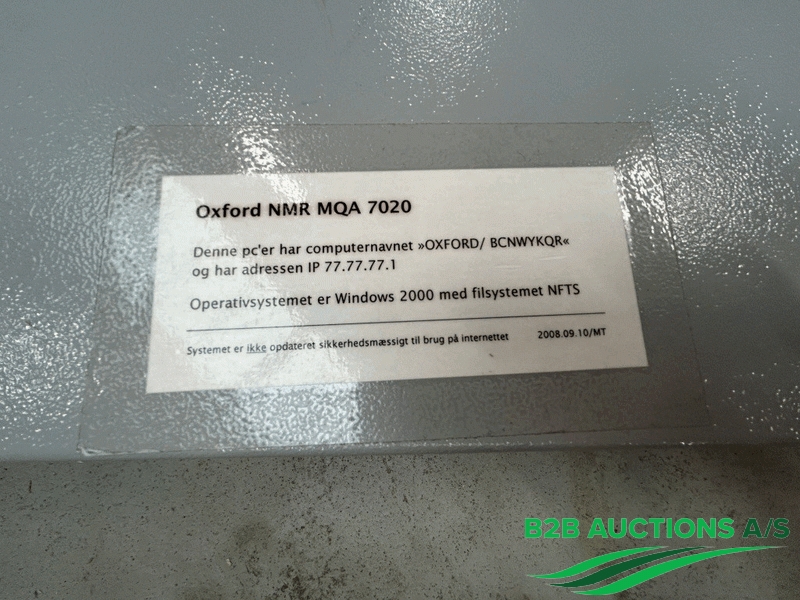 Oxford NMR MQA 7020
Denne pc'er har computernavnet »OXFORD/ BCNWYKQR«
og har adressen IP 77.77.77.1
Operativsystemet er Windows 2000 med filsystemet NFTS
Systemet er ikke opdateret sikkerhedsmæssigt til brug på internettet 2008.09.10/MT
B2B AUCTIONS A/S